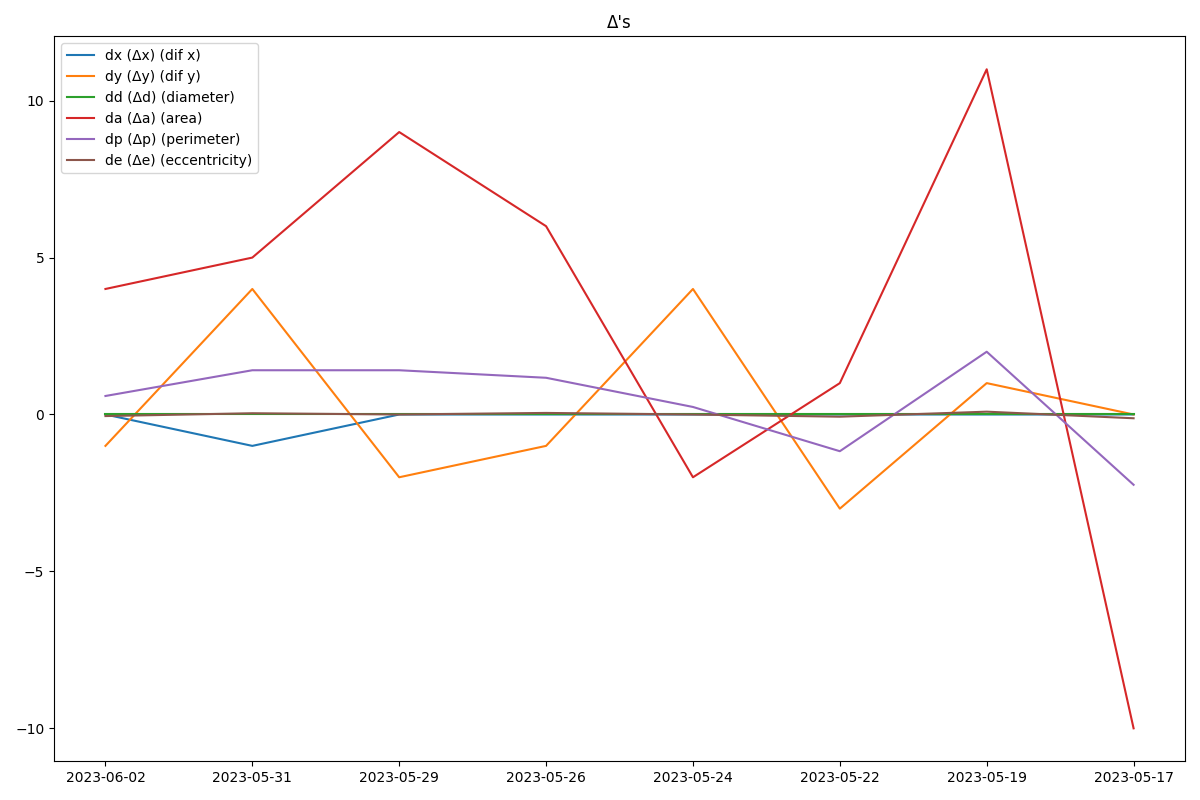 Δ's
dx (Δx) (dif x)
dy (Δy) (dif y)
dd (Δd) (diameter)
da (Δa) (area)
dp (Δp) (perimeter)
de (Δe) (eccentricity)
10
5
0
−5
−10
2023-06-02 2023-05-31 2023-05-29 2023-05-26 2023-05-24 2023-05-22 2023-05-19 2023-05-17